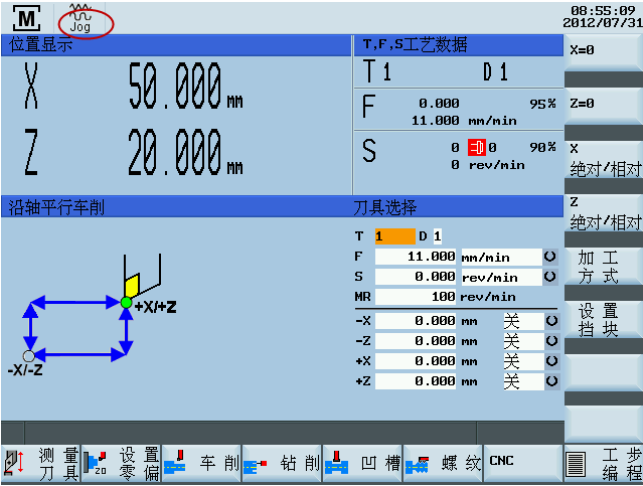 M
Jog
08:55:09
2012/07/31
位置显示
X 50.000 mm
Z 20.000 mm
T,F,S工艺数据
T 1 D 1
F 0.000 95%
11.000 mm/min
S 0 0 90%
0 rev/min
X=0
Z=0
X
绝对/相对
Z
绝对/相对
加 工
方 式
设 置
挡 块
沿轴平行车削
+X/+Z
-X/-Z
刀具选择
T 1 D 1
F 11.000 mm/min
S 0.000 rev/min
MR 100 rev/min
-X 0.000 mm 关
-Z 0.000 mm 关
+X 0.000 mm 关
+Z 0.000 mm 关
测 量
刀 具
20
设 置
零 偏
车 削
钻 削
凹 槽
螺 纹
CNC
工 步
编 程